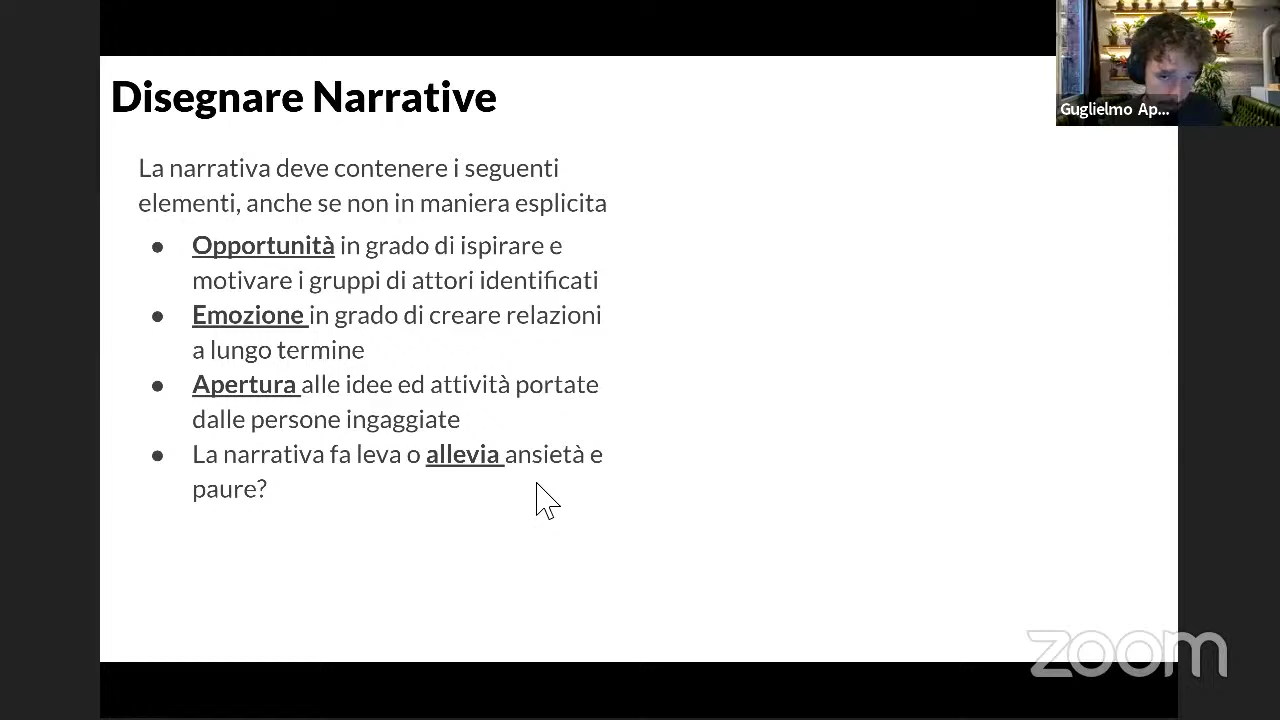 Disegnare Narrative
Guglielmo Ap...
La narrativa deve contenere i seguenti
elementi, anche se non in maniera esplicita
● Opportunità in grado di ispirare e
motivare i gruppi di attori identificati
● Emozione in grado di creare relazioni
a lungo termine
● Apertura alle idee ed attività portate
dalle persone ingaggiate
● La narrativa fa leva o allevia ansietà e
paure?
zoom